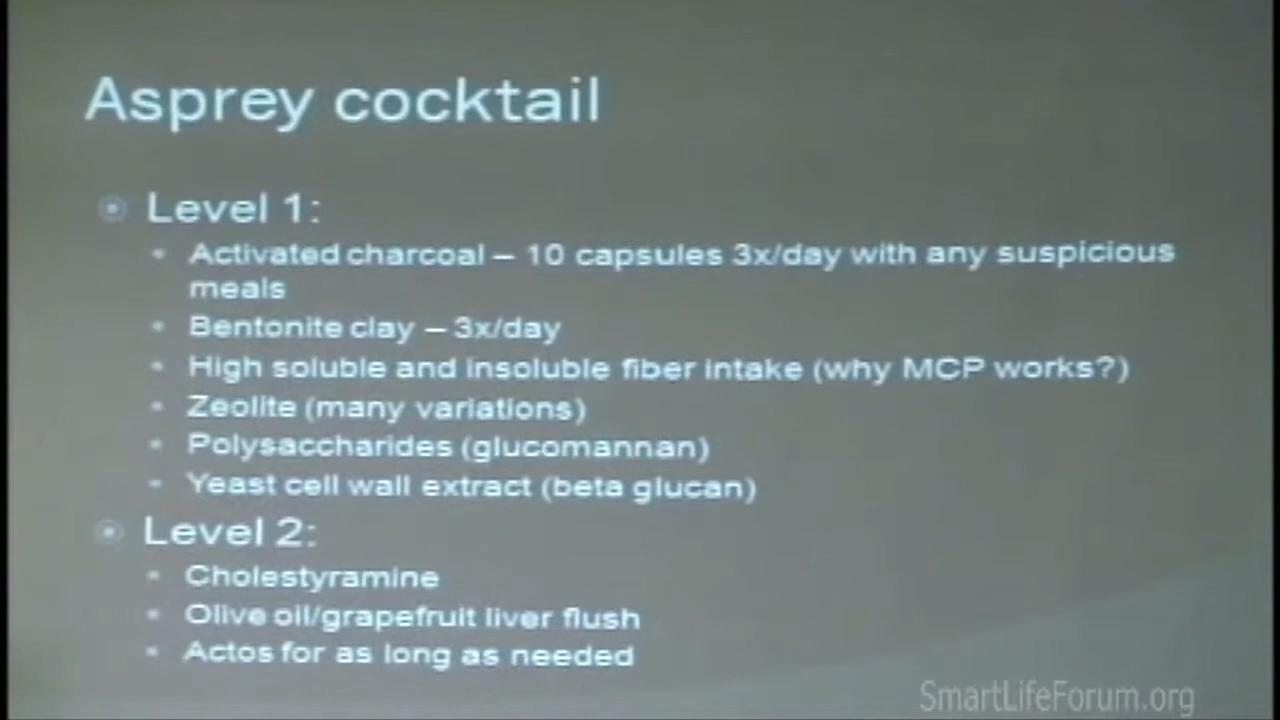 Asprey cocktail
Level 1:
Activated charcoal – 10 capsules 3x/day with any suspicious
meals
Bentonite clay – 3x/day
High soluble and insoluble fiber intake (why MCP works?)
Zeolite (many variations)
Polysaccharides (glucomannan)
Yeast cell wall extract (beta glucan)
Level 2:
Cholestyramine
Olive oil/grapefruit liver flush
Actos for as long as needed
SmartLifeForum.org